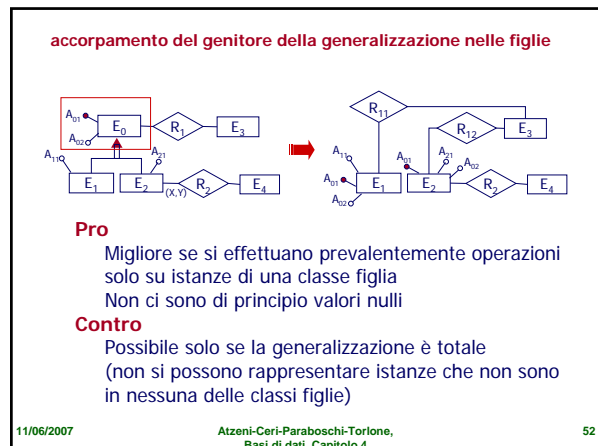 accorpamento del genitore della generalizzazione nelle figlie
A01
A02
E0
R1
E3
A11
A21
E1
E2
(X,Y)
R2
E4
R11
R12
E3
A11
A01
A02
E1
A01
A21
A02
E2
R2
E4
Pro
Migliore se si effettuano prevalentemente operazioni
solo su istanze di una classe figlia
Non ci sono di principio valori nulli
Contro
Possibile solo se la generalizzazione è totale
(non si possono rappresentare istanze che non sono
in nessuna delle classi figlie)
11/06/2007
Atzeni-Ceri-Paraboschi-Torlone,
Basi di dati, Capitolo 4
52